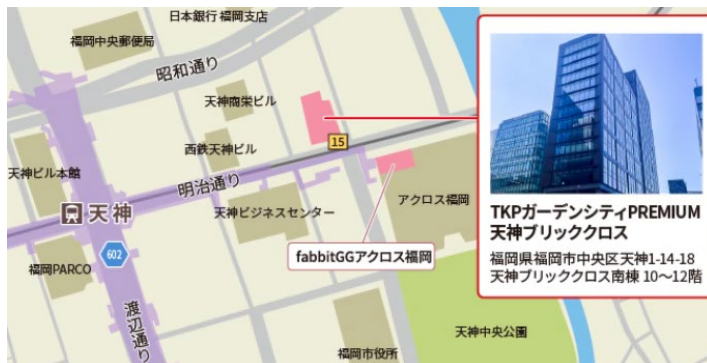 日本銀行 福岡支店
福岡中央郵便局
昭和通り
天神商栄ビル
15
西鉄天神ビル
天神ビル本館
明治通り
天神
天神ビジネスセンター
アクロス福岡
602
fabbitGGアクロス福岡
福岡PARCO
渡辺通り
天神中央公園
福岡市役所
TKPガーデンシティPREMIUM
天神ブリッククロス
福岡県福岡市中央区天神1-14-18
天神ブリッククロス南棟 10～12階